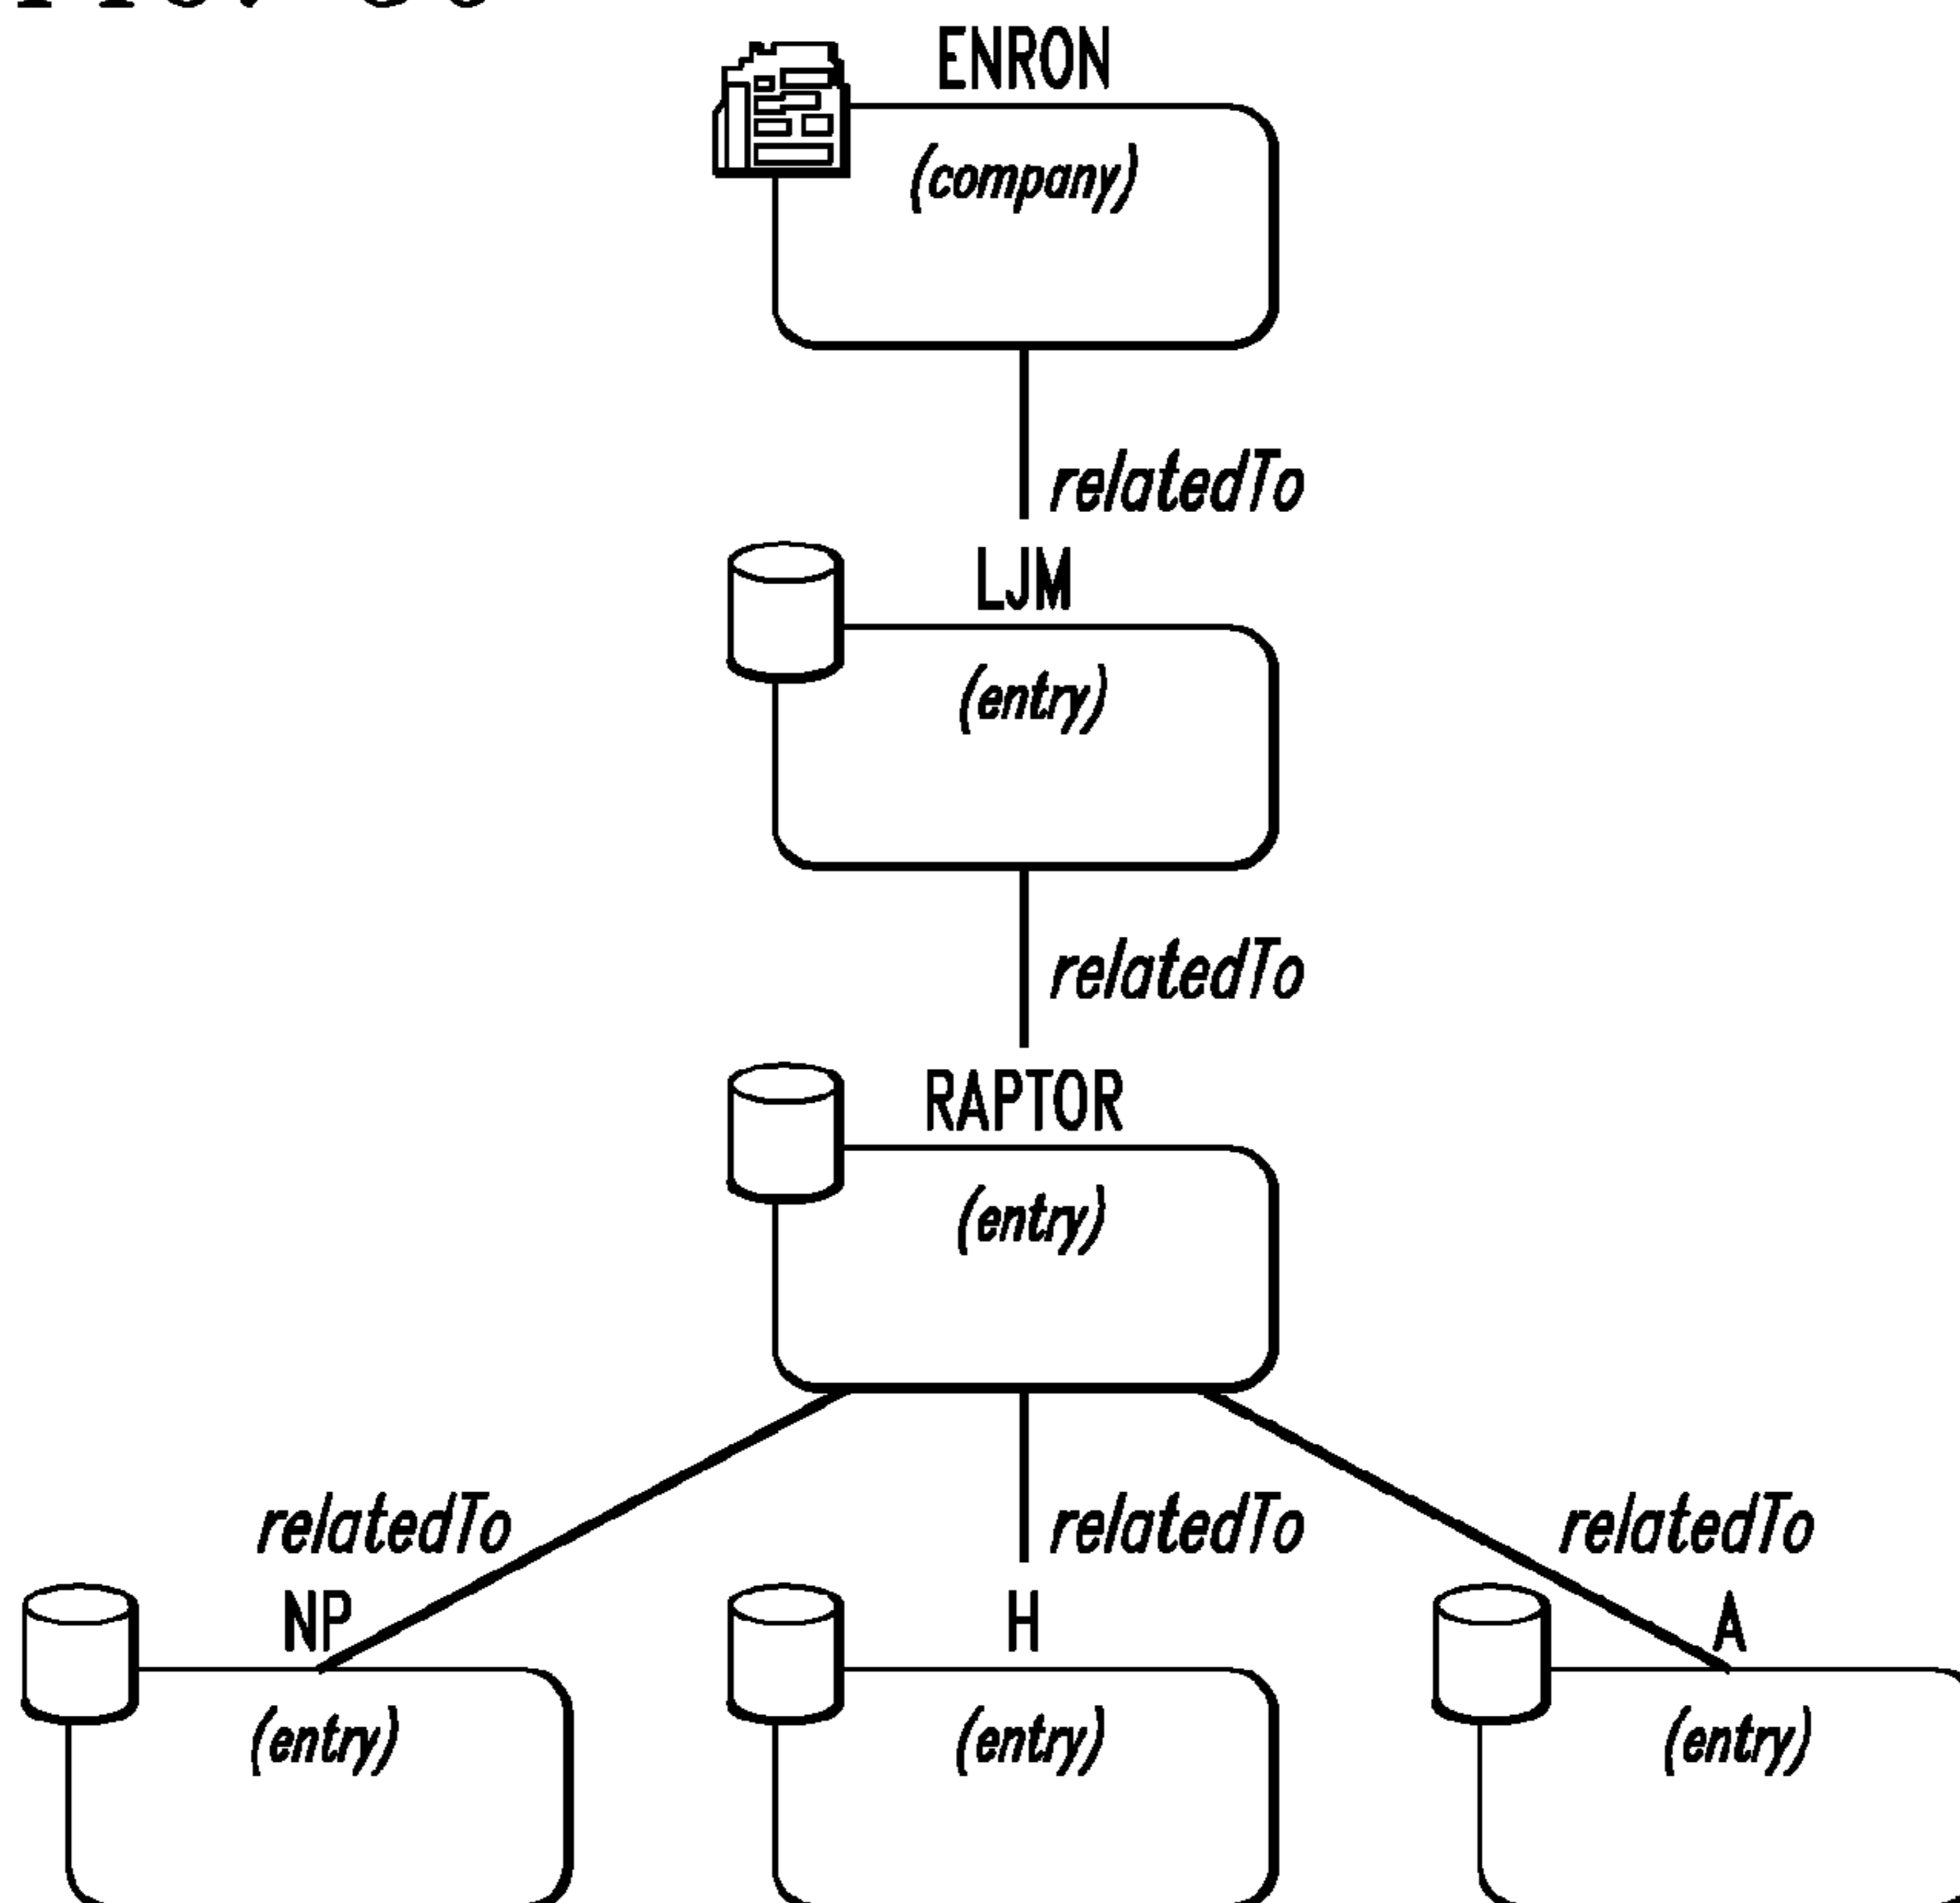 ENRON
(company)
relatedTo
LJM
(entry)
relatedTo
RAPTOR
(entry)
relatedTo relatedTo relatedTo
NP H A
(entry) (entry) (entry)